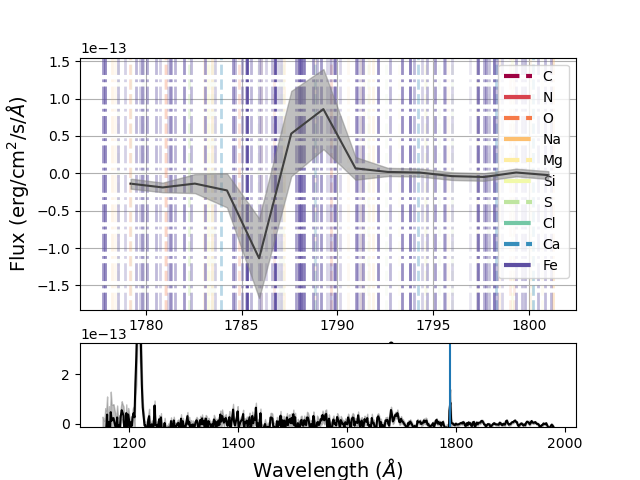 1e−13
Flux (erg/cm²/s/Å)
1.5
1.0
0.5
0.0
−0.5
−1.0
−1.5
C
N
O
Na
Mg
Si
S
Cl
Ca
Fe
1780 1785 1790 1795 1800
1e−13
2
0
1200 1400 1600 1800 2000
Wavelength (Å)